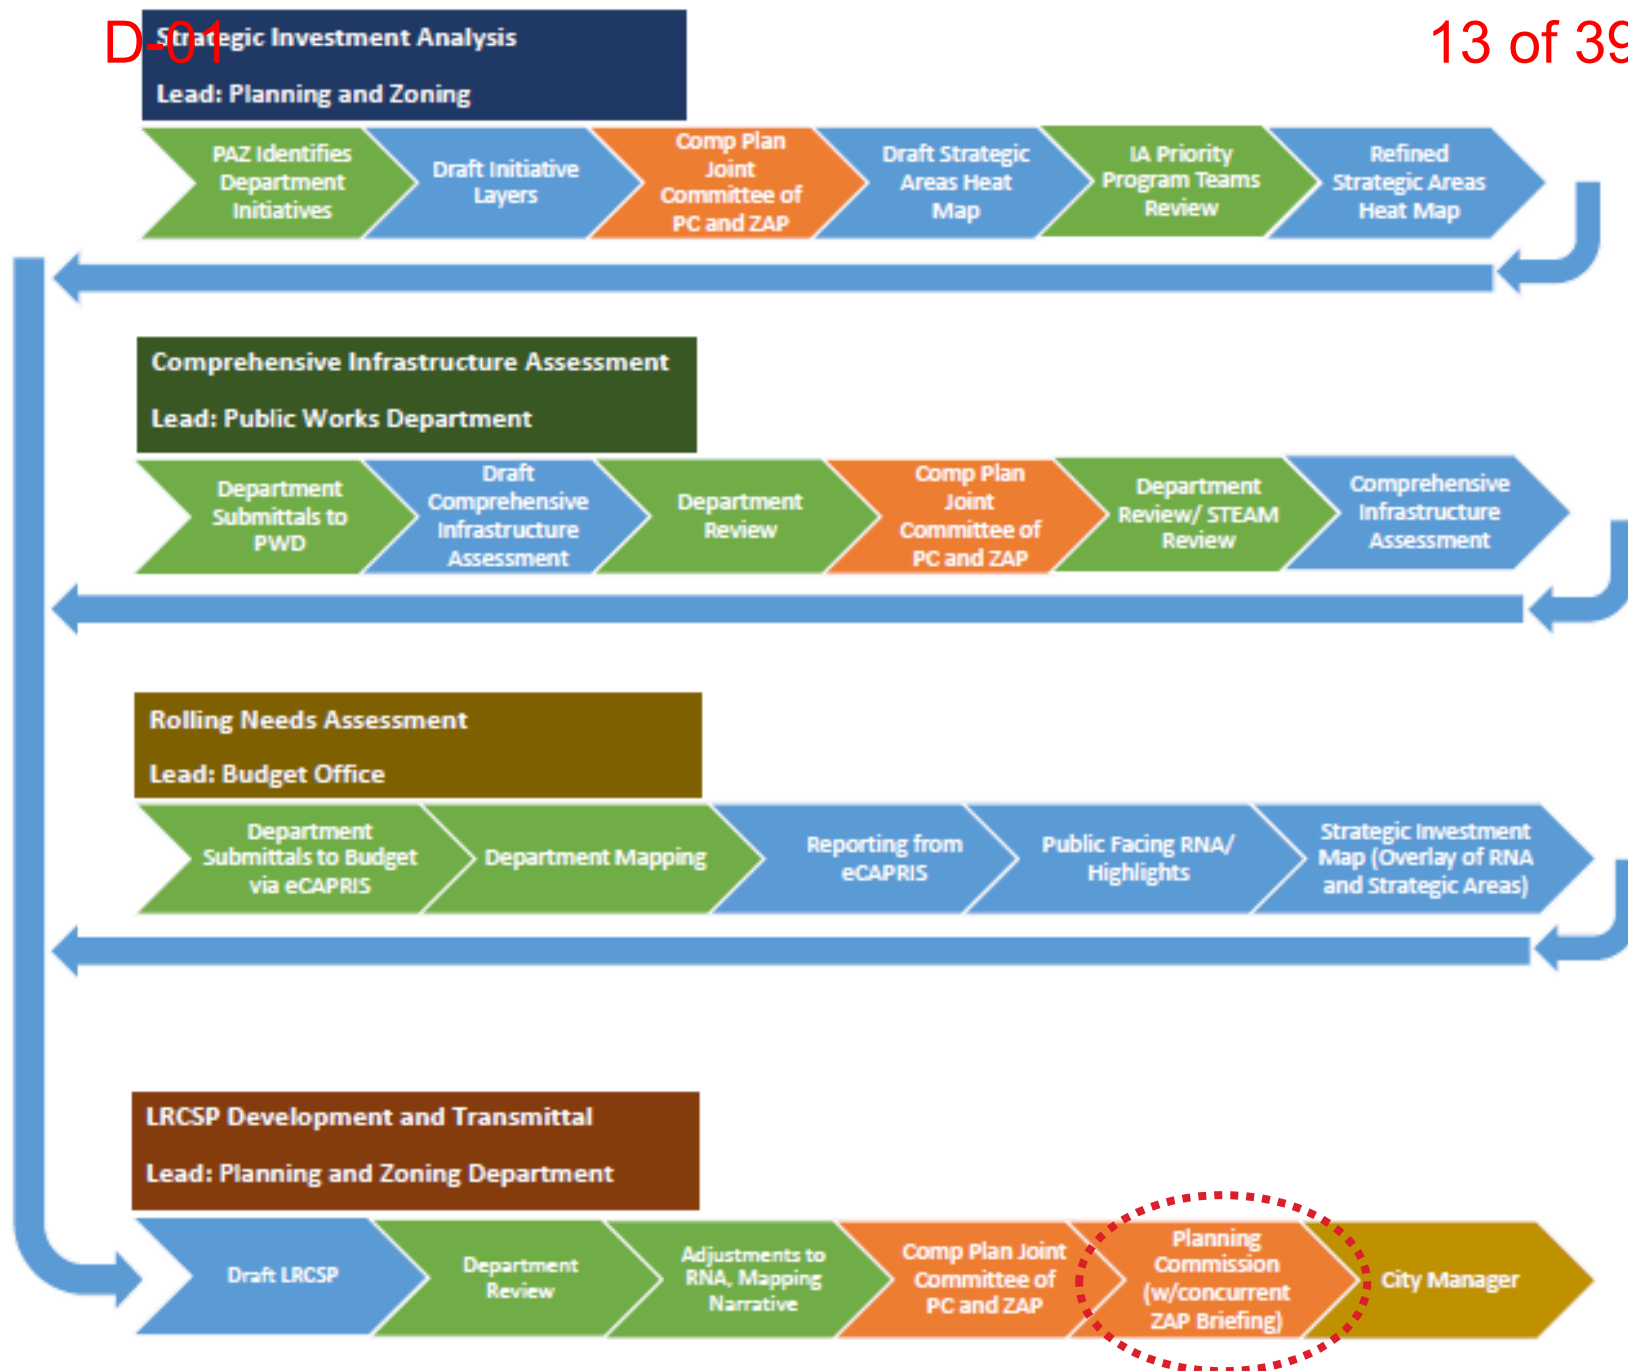 D-01
13 of 39
Strategic Investment Analysis
Lead: Planning and Zoning
PAZ Identifies
Department
Initiatives
Draft Initiative
Layers
Comp Plan
Joint
Committee of
PC and ZAP
Draft Strategic
Areas Heat
Map
IA Priority
Program Teams
Review
Refined
Strategic Areas
Heat Map
Comprehensive Infrastructure Assessment
Lead: Public Works Department
Department
Submittals to
PWD
Draft
Comprehensive
Infrastructure
Assessment
Department
Review
Comp Plan
Joint
Committee of
PC and ZAP
Department
Review/ STEAM
Review
Comprehensive
Infrastructure
Assessment
Rolling Needs Assessment
Lead: Budget Office
Department
Submittals to Budget
via eCAPRIS
Department Mapping
Reporting from
eCAPRIS
Public Facing RNA/
Highlights
Strategic Investment
Map (Overlay of RNA
and Strategic Areas)
LRCSP Development and Transmittal
Lead: Planning and Zoning Department
Draft LRCSP
Department
Review
Adjustments to
RNA, Mapping
Narrative
Comp Plan Joint
Committee of
PC and ZAP
Planning
Commission
(w/concurrent
ZAP Briefing)
City Manager